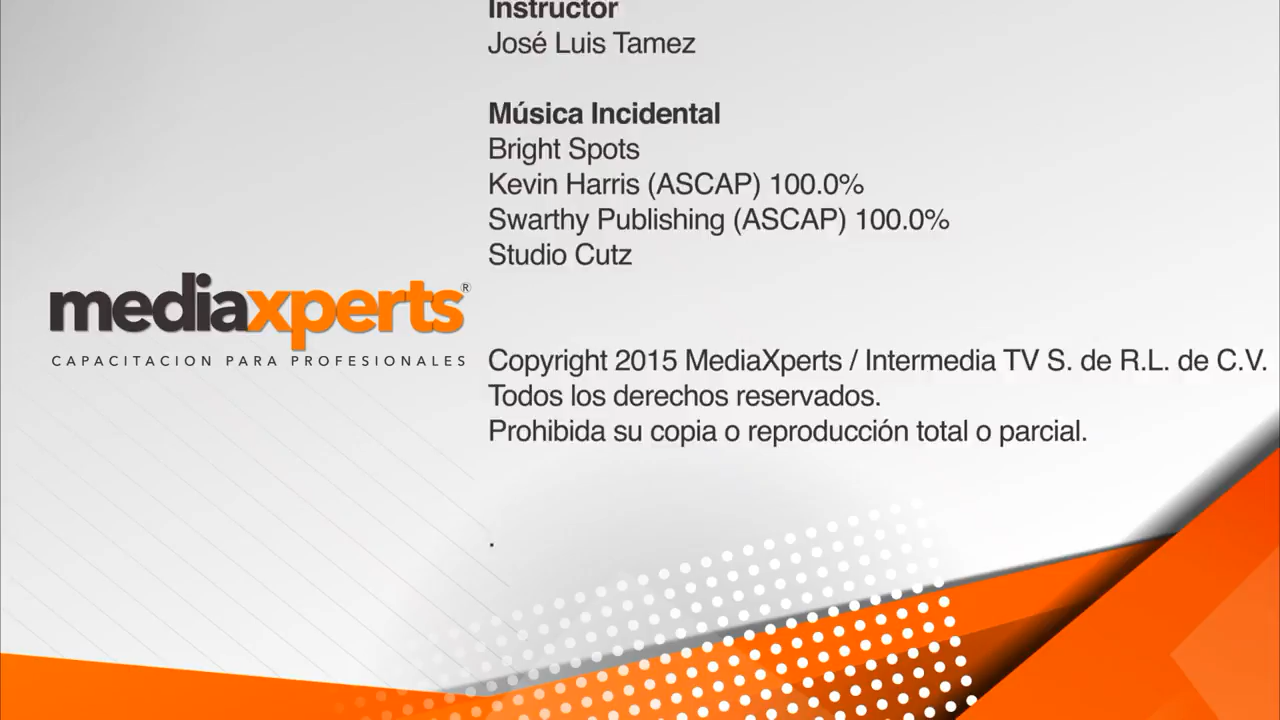 Instructor
José Luis Tamez
Música Incidental
Bright Spots
Kevin Harris (ASCAP) 100.0%
Swarthy Publishing (ASCAP) 100.0%
Studio Cutz
mediaxperts®
CAPACITACION PARA PROFESIONALES
Copyright 2015 MediaXperts / Intermedia TV S. de R.L. de C.V.
Todos los derechos reservados.
Prohibida su copia o reproducción total o parcial.
.